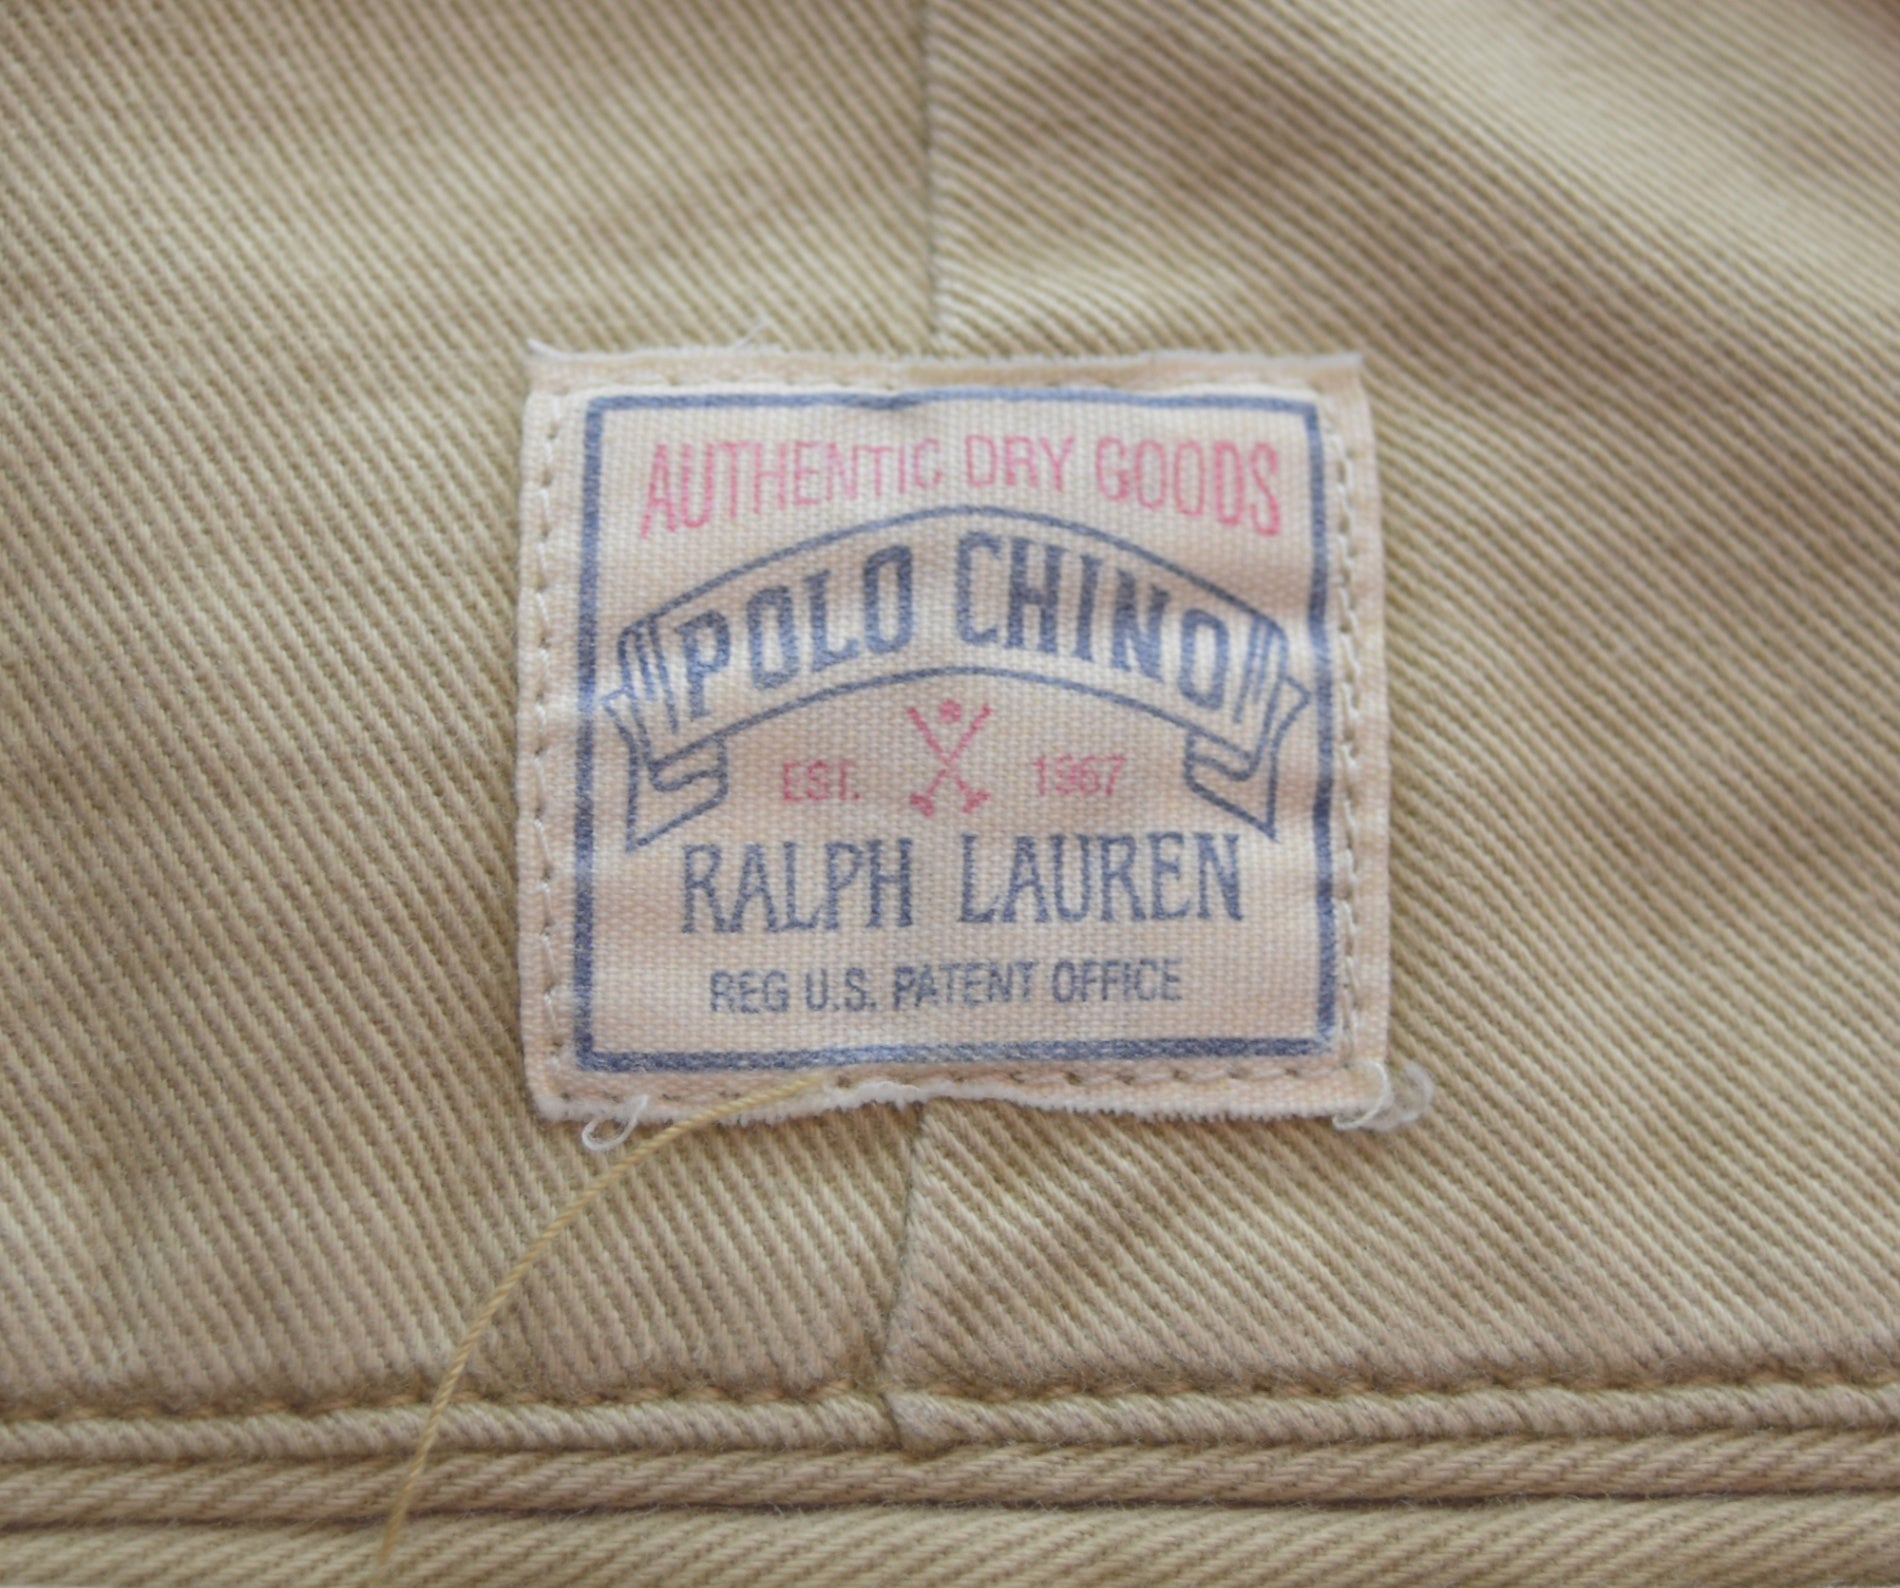 AUTHENTIC DRY GOODS
POLO CHINO
EST. 1967
RALPH LAUREN
REG U.S. PATENT OFFICE